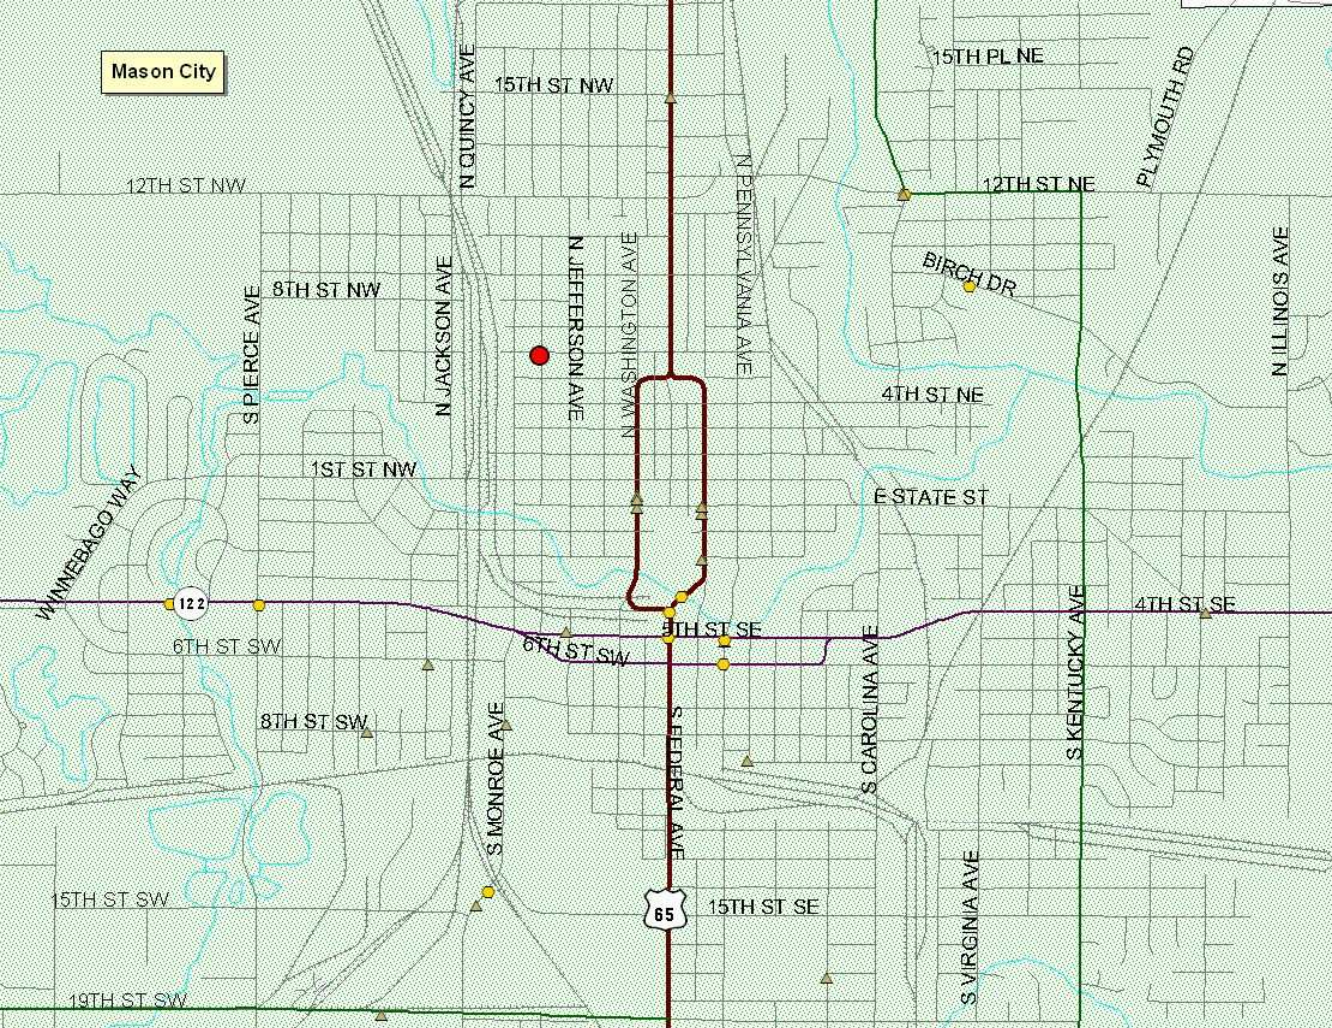 15TH PL NE
Mason City
15TH ST NW
N QUINCY AVE
PLYMOUTH RD
12TH ST NW
12TH ST NE
N PENNSYLVANIA AVE
BIRCH DR
8TH ST NW
N JACKSON AVE
N JEFFERSON AVE
N WASHINGTON AVE
N ILLINOIS AVE
S PIERCE AVE
4TH ST NE
1ST ST NW
E STATE ST
WINNEBAGO WAY
122
4TH ST SE
5TH ST SE
6TH ST SW
6TH ST SW
S CAROLINA AVE
S KENTUCKY AVE
8TH ST SW
S MONROE AVE
S FEDERAL AVE
15TH ST SW
65
15TH ST SE
S VIRGINIA AVE
19TH ST SW